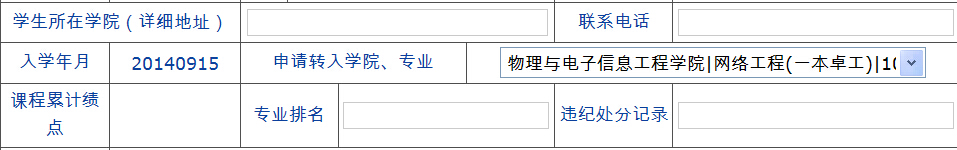 学生所在学院（详细地址）
联系电话
入学年月
20140915
申请转入学院、专业
物理与电子信息工程学院|网络工程(一本卓工)|10
课程累计绩
点
专业排名
违纪处分记录